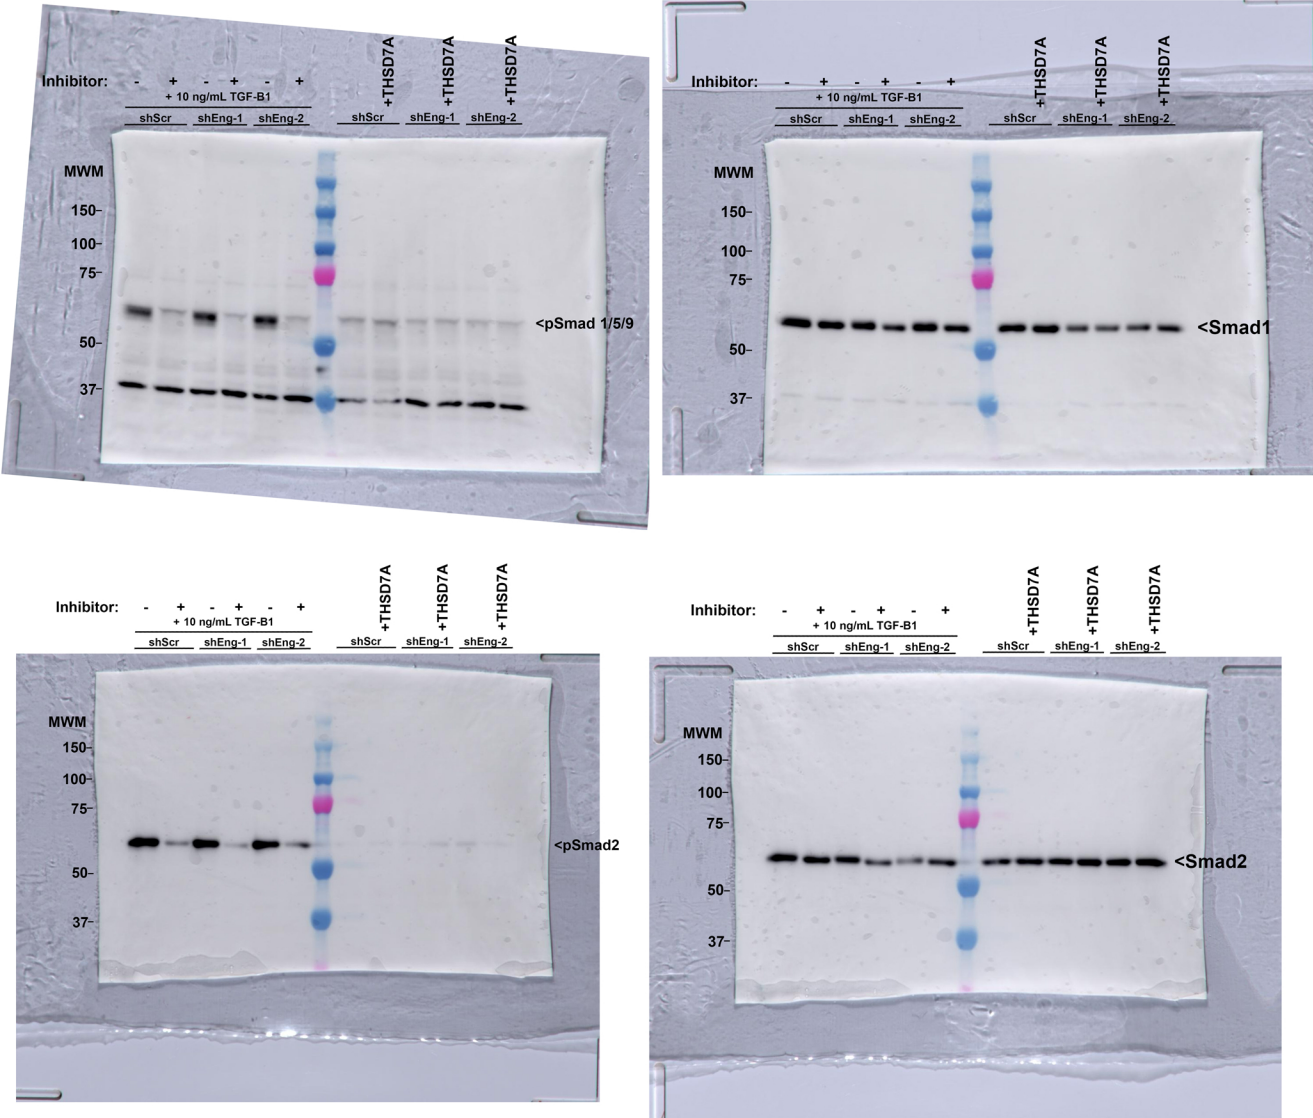 +THSD7A
+THSD7A
+THSD7A
Inhibitor: - + - + - +
+ 10 ng/mL TGF-B1
shScr shEng-1 shEng-2 shScr shEng-1 shEng-2
MWM
150-
100-
75-
<pSmad 1/5/9
50-
37-
+THSD7A
+THSD7A
+THSD7A
Inhibitor: - + - + - +
+ 10 ng/mL TGF-B1
shScr shEng-1 shEng-2 shScr shEng-1 shEng-2
MWM
150-
100-
75-
<Smad1
50-
37-
+THSD7A
+THSD7A
+THSD7A
Inhibitor: - + - + - +
+ 10 ng/mL TGF-B1
shScr shEng-1 shEng-2 shScr shEng-1 shEng-2
MWM
150-
100-
75-
<pSmad2
50-
37-
+THSD7A
+THSD7A
+THSD7A
Inhibitor: - + - + - +
+ 10 ng/mL TGF-B1
shScr shEng-1 shEng-2 shScr shEng-1 shEng-2
MWM
150-
100-
75-
<Smad2
50-
37-